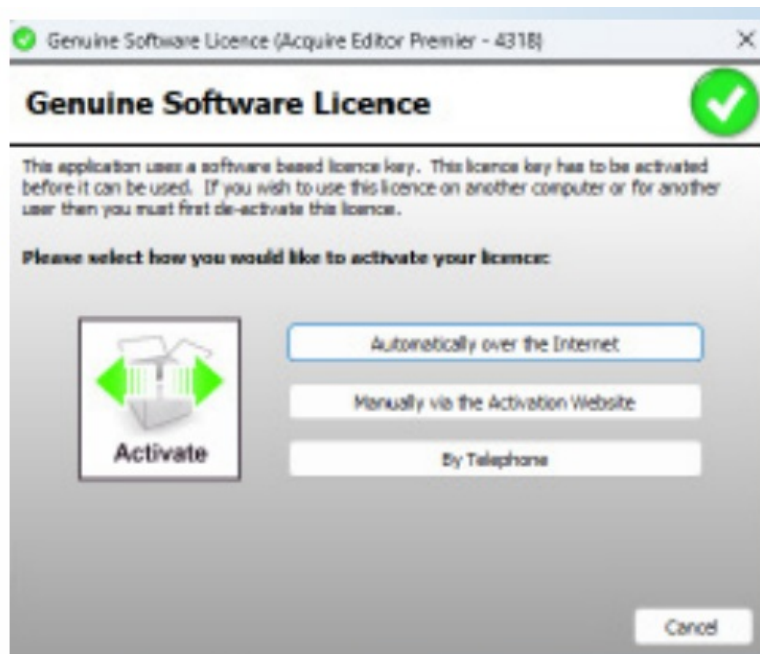 Genuine Software Licence (Acquire Editor Premier - 4318)
Genuine Software Licence
This application uses a software based licence key. This licence key has to be activated
before it can be used. If you wish to use this licence on another computer or for another
user then you must first de-activate this licence.
Please select how you would like to activate your licence:
Activate
Automatically over the Internet
Manually via the Activation Website
By Telephone
Cancel